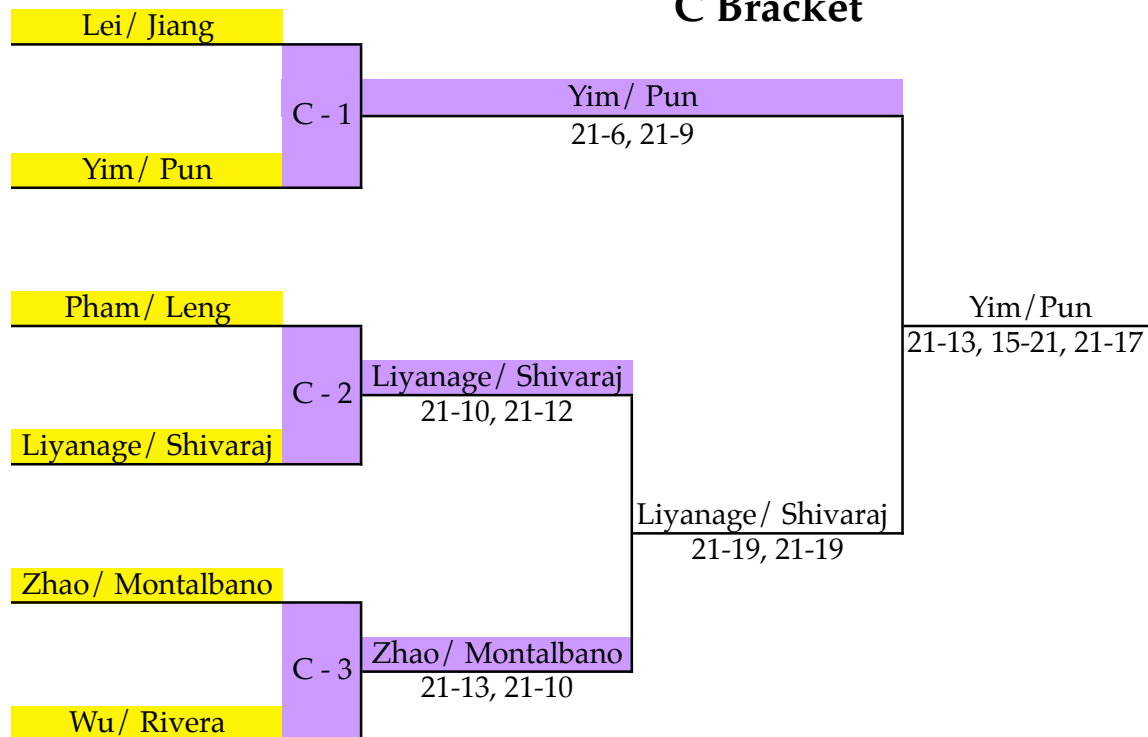 C Bracket
Lei/ Jiang
C - 1
Yim/ Pun
21-6, 21-9
Yim/ Pun
Pham/ Leng
Yim/Pun
21-13, 15-21, 21-17
C - 2
Liyanage/ Shivaraj
21-10, 21-12
Liyanage/ Shivaraj
Liyanage/ Shivaraj
21-19, 21-19
Zhao/ Montalbano
C - 3
Zhao/ Montalbano
21-13, 21-10
Wu/ Rivera